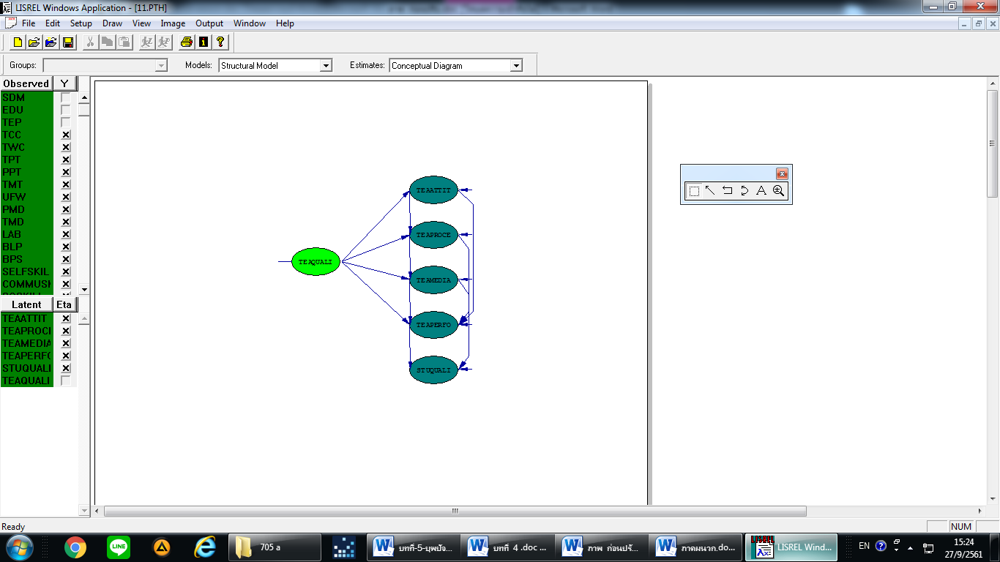 LISREL Windows Application - [11.PTH]
File Edit Setup Draw View Image Output Window Help
Groups: Models: Structural Model Estimates: Conceptual Diagram
Observed Y
SDM
EDU
TEP
TCC
TWC
TPT
PPT
TMT
UFW
PMD
TMD
LAB
BLP
BPS
SELFSKIL
COMMUSK
Latent Eta
TEAATTIT
TEAPROCE
TEAMEDIA
TEAPERFO
STUQUALI
TEAQUALI
TEAATTIT
TEAPROCE
TEAQUALI
TEAMEDIA
TEAPERFO
STUQUALI
Ready
NUM
705 a
บทที่-5-บุพปัจ...
บทที่ 4 .doc ...
ภาพ ก่อนปรั...
ภาคผนวก.do...
LISREL Wind...
EN
15:24
27/9/2561